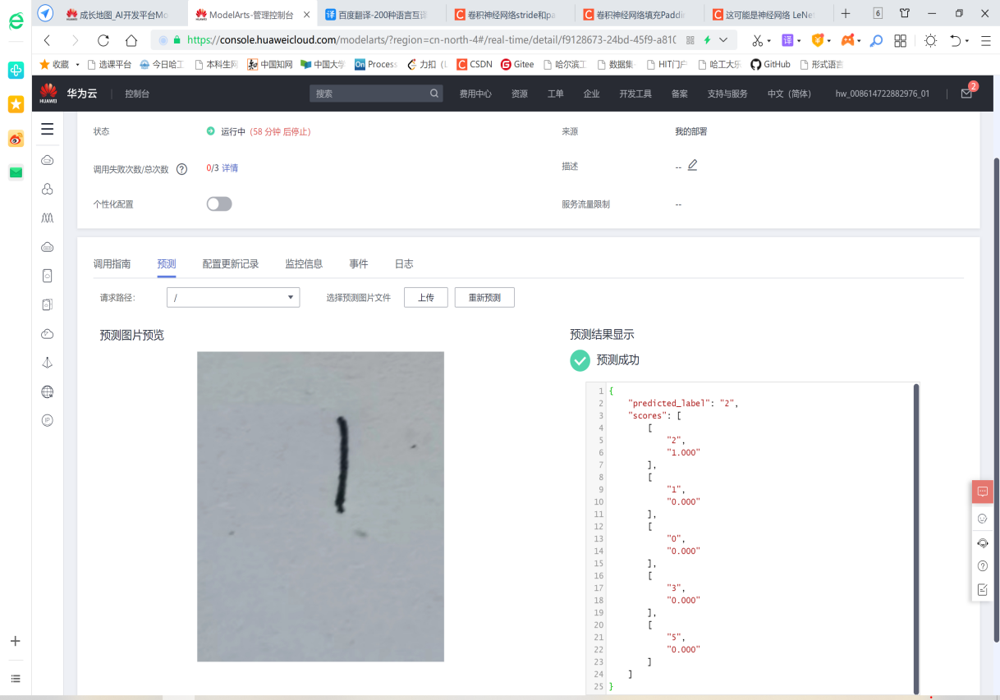 成长地图_AI开发平台Mo
ModelArts-管理控制台
百度翻译-200种语言互译
卷积神经网络stride和pa
卷积神经网络填充Paddin
这可能是神经网络 LeNe
6
https://console.huaweicloud.com/modelarts/?region=cn-north-4#/real-time/detail/f9128673-24bd-45f9-a810
收藏 选课平台 今日哈工 本科生网 中国知网 中国大学 On Process 力扣 (L CSDN Gitee 哈尔滨工 数据集- HIT门户 哈工大乐 GitHub 形式语言
HUAWEI 华为云 控制台 搜索 费用中心 资源 工单 企业 开发工具 备案 支持与服务 中文 (简体) hw_008614722882976_01 2
状态 运行中 (58 分钟 后停止) 来源 我的部署
调用失败次数/总次数 0/3 详情 描述 --
个性化配置 服务流量限制 --
调用指南 预测 配置更新记录 监控信息 事件 日志
请求路径: / 选择预测图片文件 上传 重新预测
预测图片预览
1
预测结果显示
预测成功
1 {
2 "predicted_label": "2",
3 "scores": [
4 [
5 "2",
6 "1.000"
7 ],
8 [
9 "1",
10 "0.000"
11 ],
12 [
13 "0",
14 "0.000"
15 ],
16 [
17 "3",
18 "0.000"
19 ],
20 [
21 "5",
22 "0.000"
23 ]
24 ]
25 }